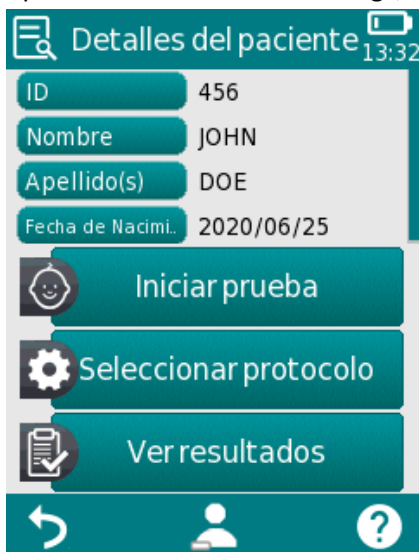 Detalles del paciente
13:32
ID 456
Nombre JOHN
Apellido(s) DOE
Fecha de Nacimi.. 2020/06/25
Iniciar prueba
Seleccionar protocolo
Ver resultados
?